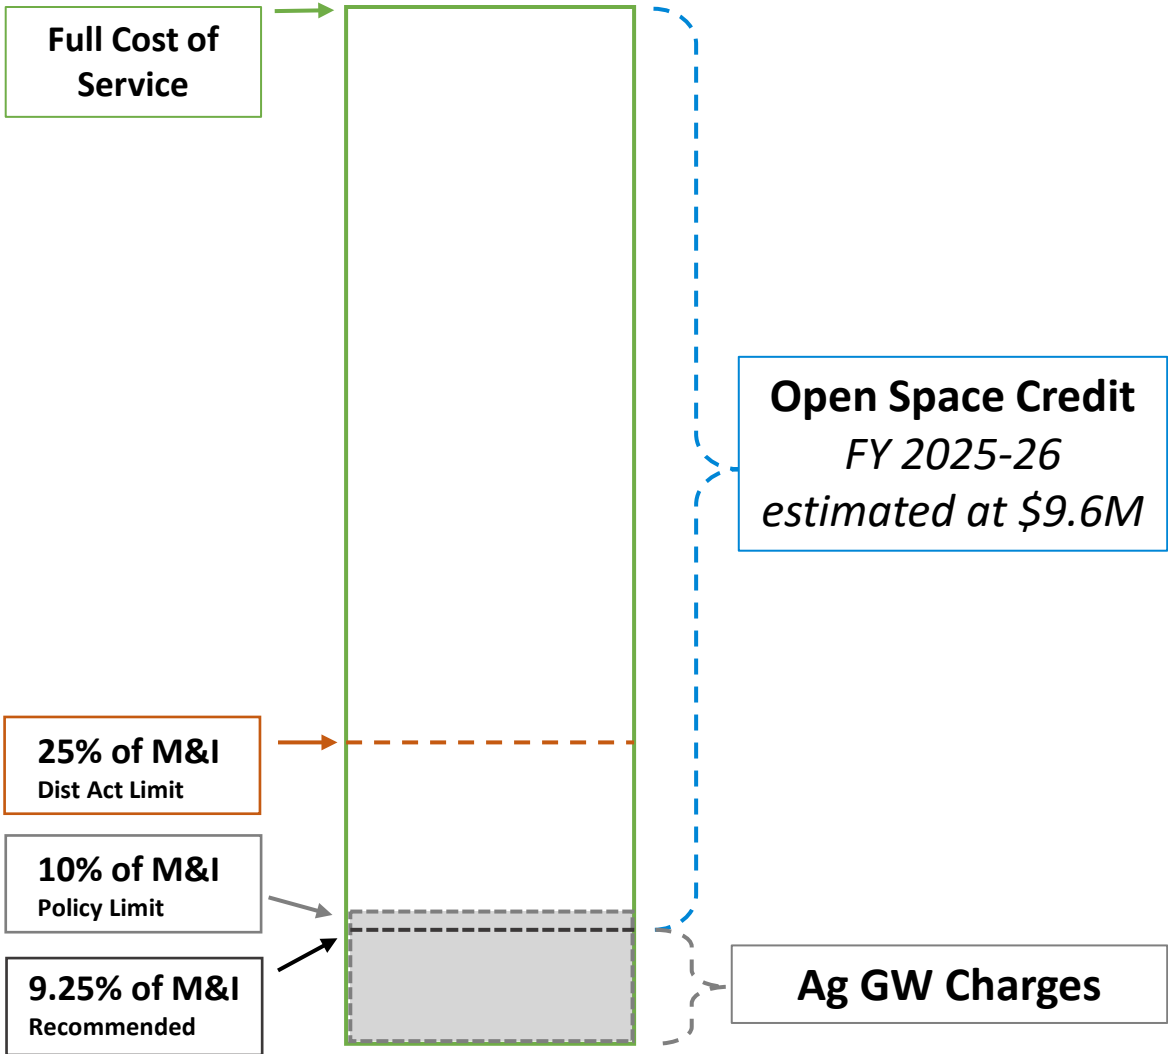 Full Cost of
Service
Open Space Credit
FY 2025-26
estimated at $9.6M
25% of M&I
Dist Act Limit
10% of M&I
Policy Limit
9.25% of M&I
Recommended
Ag GW Charges